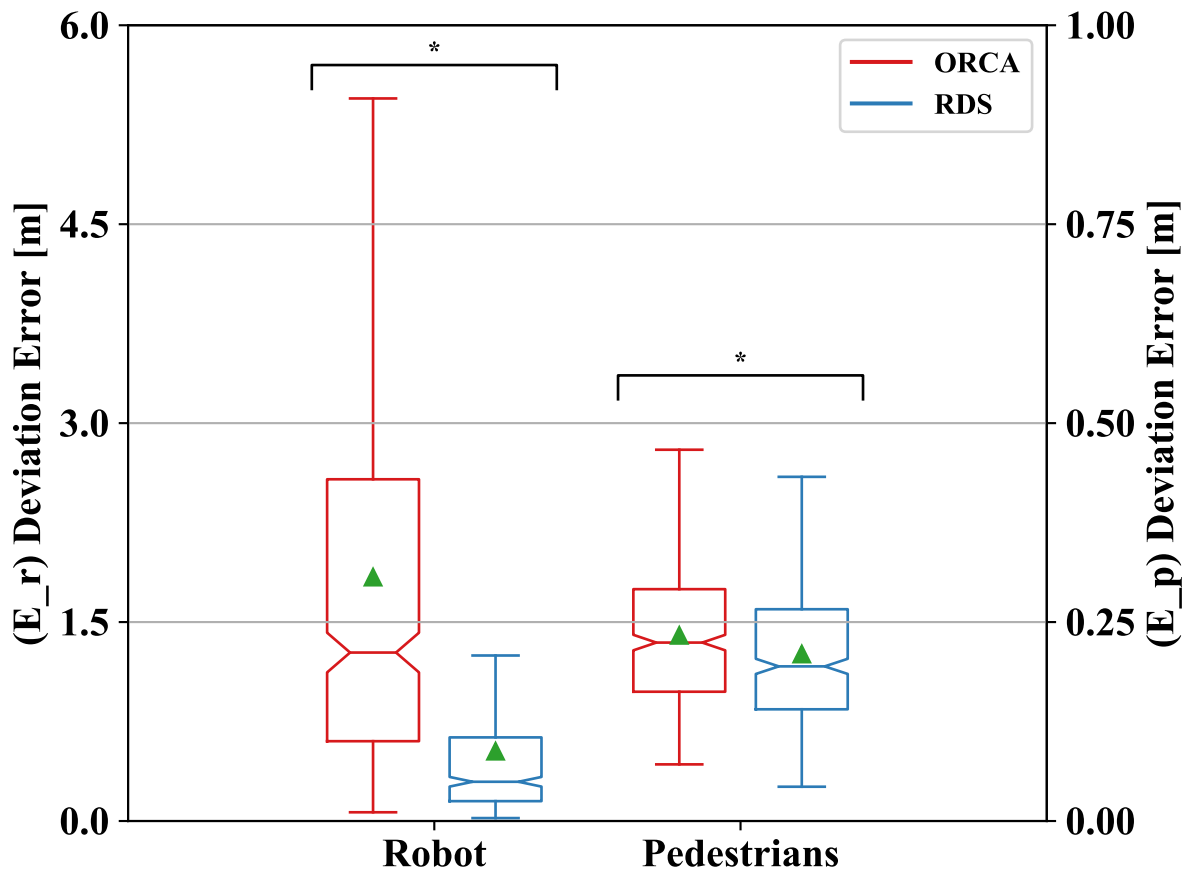 6.0
4.5
3.0
1.5
0.0
(E_r) Deviation Error [m]
*
*
ORCA
RDS
1.00
0.75
0.50
0.25
0.00
(E_p) Deviation Error [m]
Robot
Pedestrians